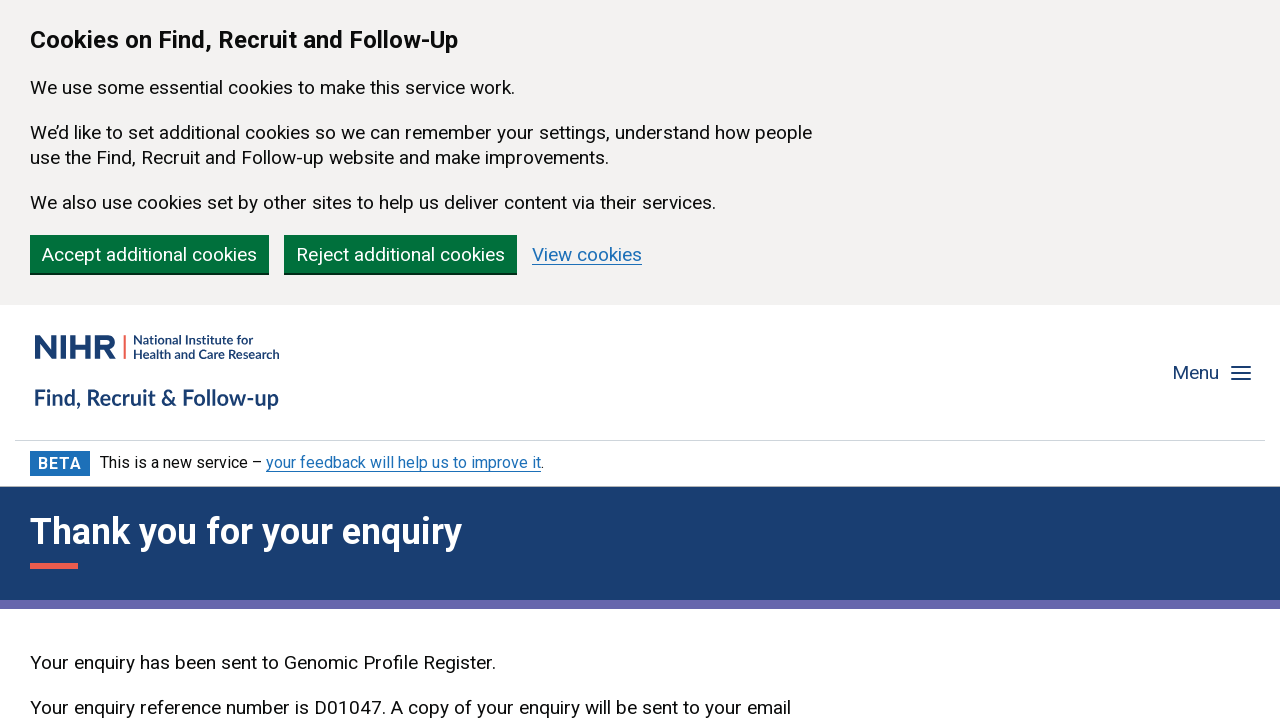 Cookies on Find, Recruit and Follow-Up
We use some essential cookies to make this service work.
We'd like to set additional cookies so we can remember your settings, understand how people
use the Find, Recruit and Follow-up website and make improvements.
We also use cookies set by other sites to help us deliver content via their services.
Accept additional cookies
Reject additional cookies
View cookies
NIHR | National Institute for
Health and Care Research
Find, Recruit & Follow-up
Menu
BETA This is a new service – your feedback will help us to improve it.
Thank you for your enquiry
Your enquiry has been sent to Genomic Profile Register.
Your enquiry reference number is D01047. A copy of your enquiry will be sent to your email